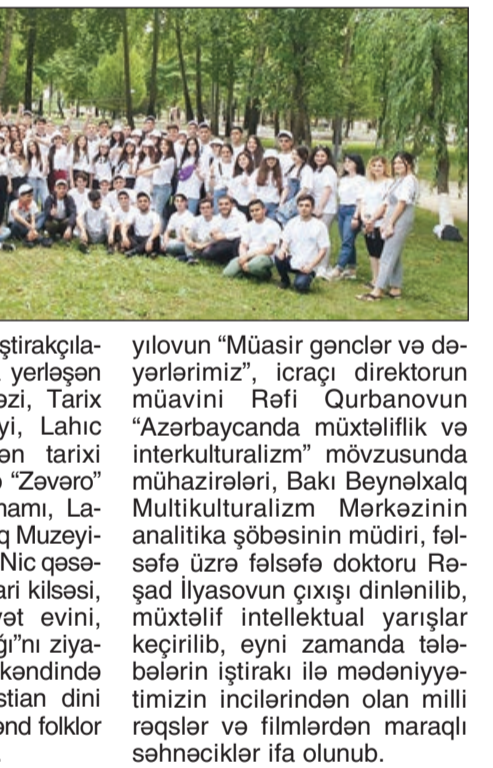 ştirakçıla-
yerləşən
əzi, Tarix
yi, Lahıc
ən tarixi
“Zəvəro”
namı, La-
q Muzeyi-
Nic qəsə-
ari kilsəsi,
ət evini,
ğı”nı ziya-
kəndində
stian dini
ənd folklor
yılovun “Müasir gənclər və də-
yərlərimiz”, icraçı direktorun
müavini Rəfi Qurbanovun
“Azərbaycanda müxtəliflik və
interkulturalizm” mövzusunda
mühazirələri, Bakı Beynəlxalq
Multikulturalizm Mərkəzinin
analitika şöbəsinin müdiri, fəl-
səfə üzrə fəlsəfə doktoru Rə-
şad İlyasovun çıxışı dinlənilib,
müxtəlif intellektual yarışlar
keçirilib, eyni zamanda tələ-
bələrin iştirakı ilə mədəniyyə-
timizin incilərindən olan milli
rəqslər və filmlərdən maraqlı
səhnəciklər ifa olunub.